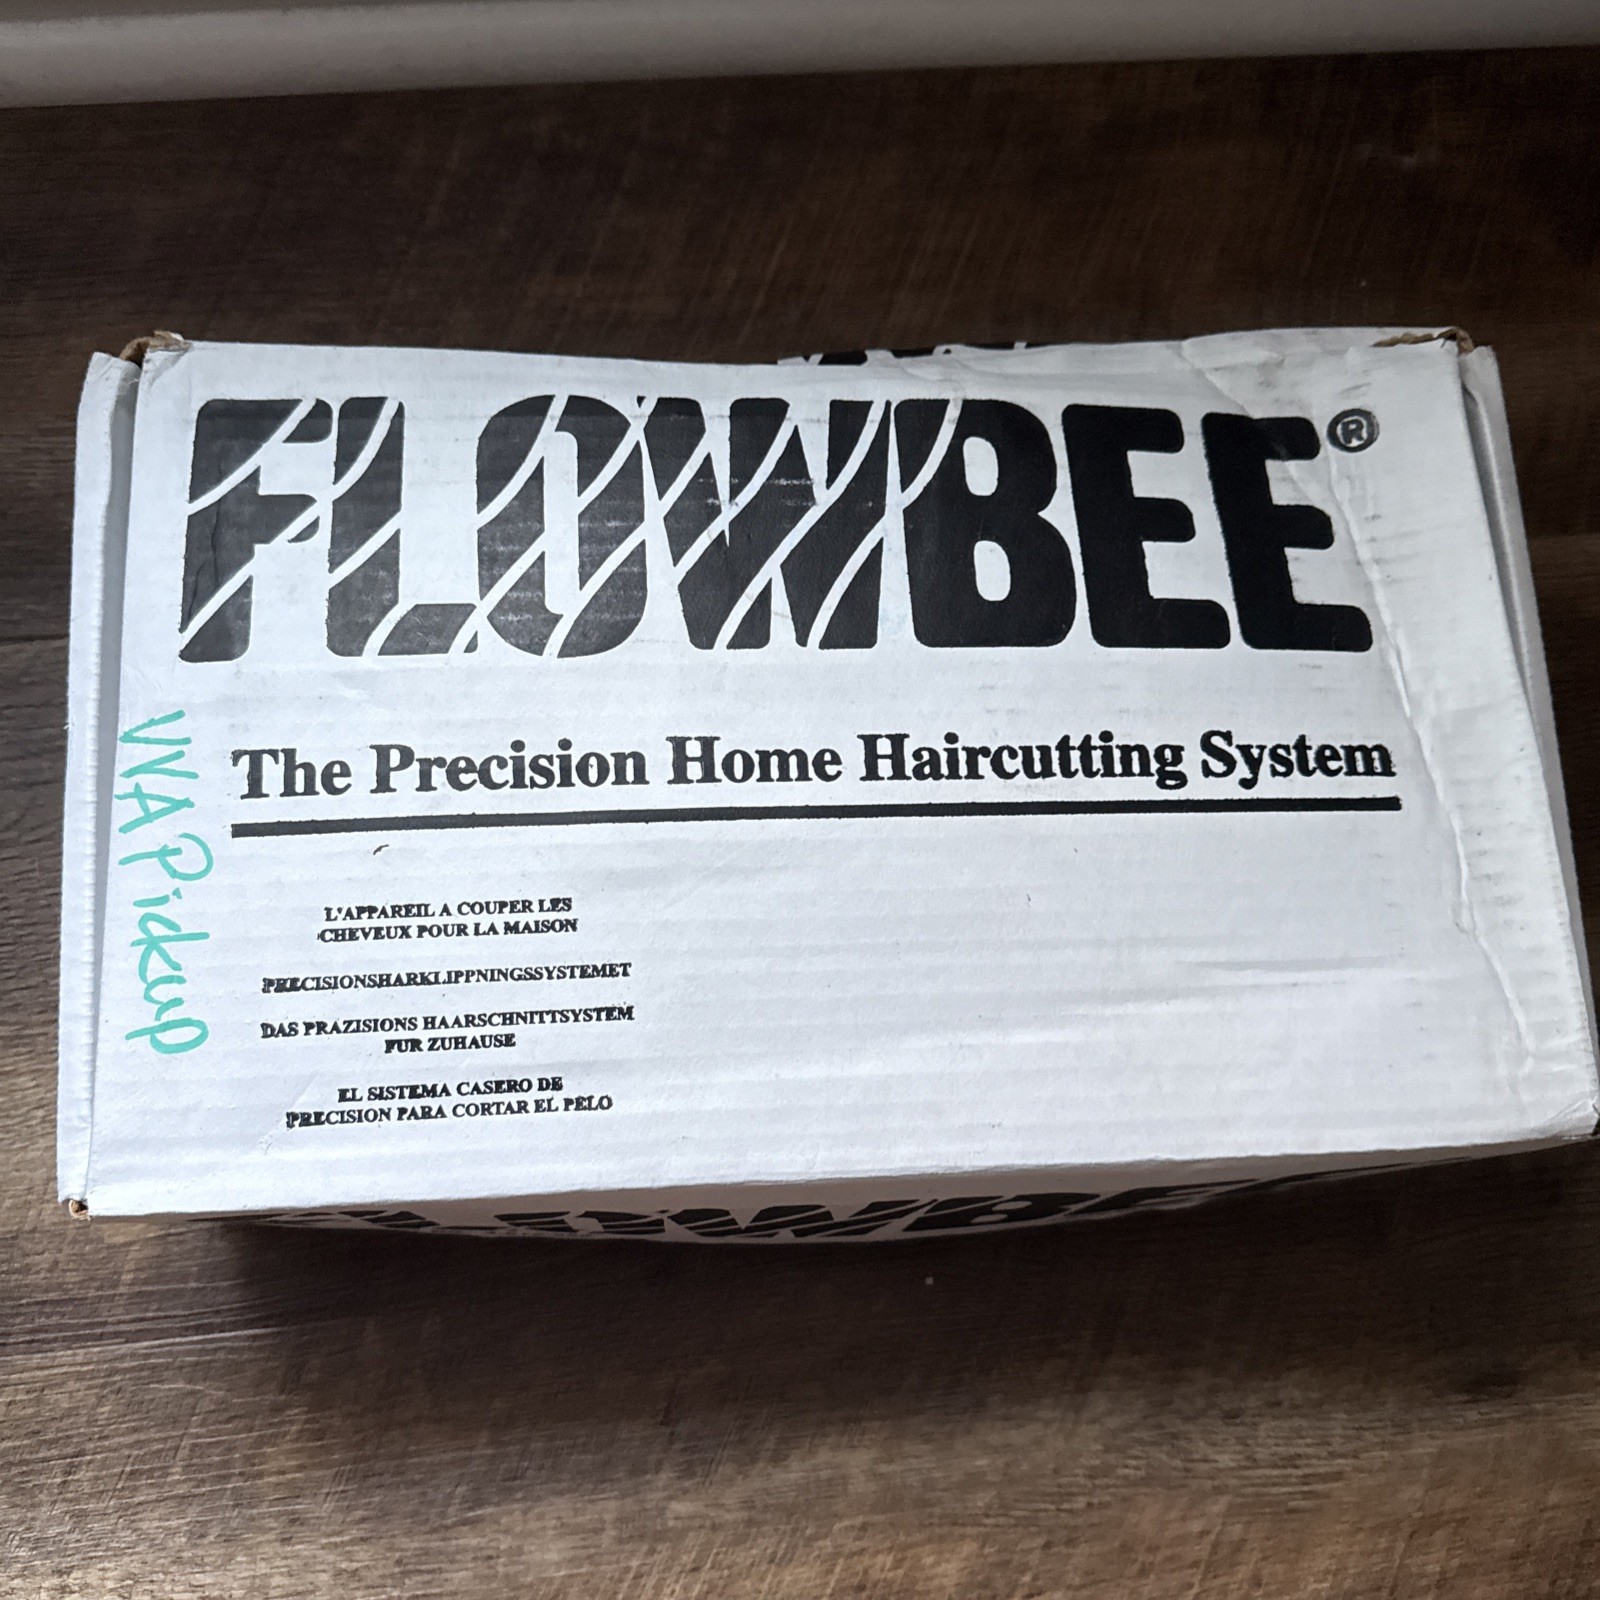 FLOWBEE®
The Precision Home Haircutting System
L'APPAREIL A COUPER LES
CHEVEUX POUR LA MAISON
PRECISIONSHARKLIPPNINGSSYSTEMET
DAS PRAZISIONS HAARSCHNITTSYSTEM
FUR ZUHAUSE
EL SISTEMA CASERO DE
PRECISION PARA CORTAR EL PELO
VVA Pickup
FLOWBEE